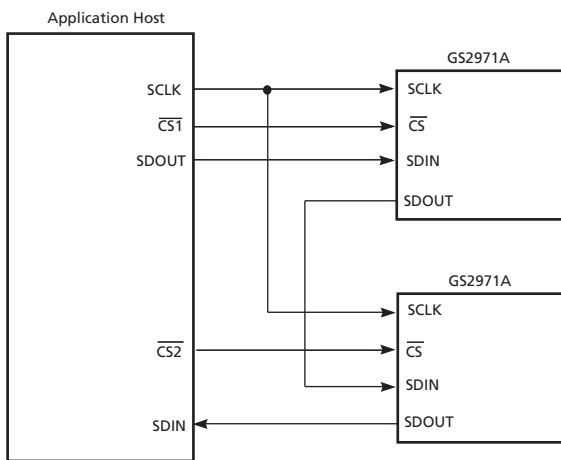 Application Host
SCLK
CS1
SDOUT
CS2
SDIN
GS2971A
SCLK
CS
SDIN
SDOUT
GS2971A
SCLK
CS
SDIN
SDOUT